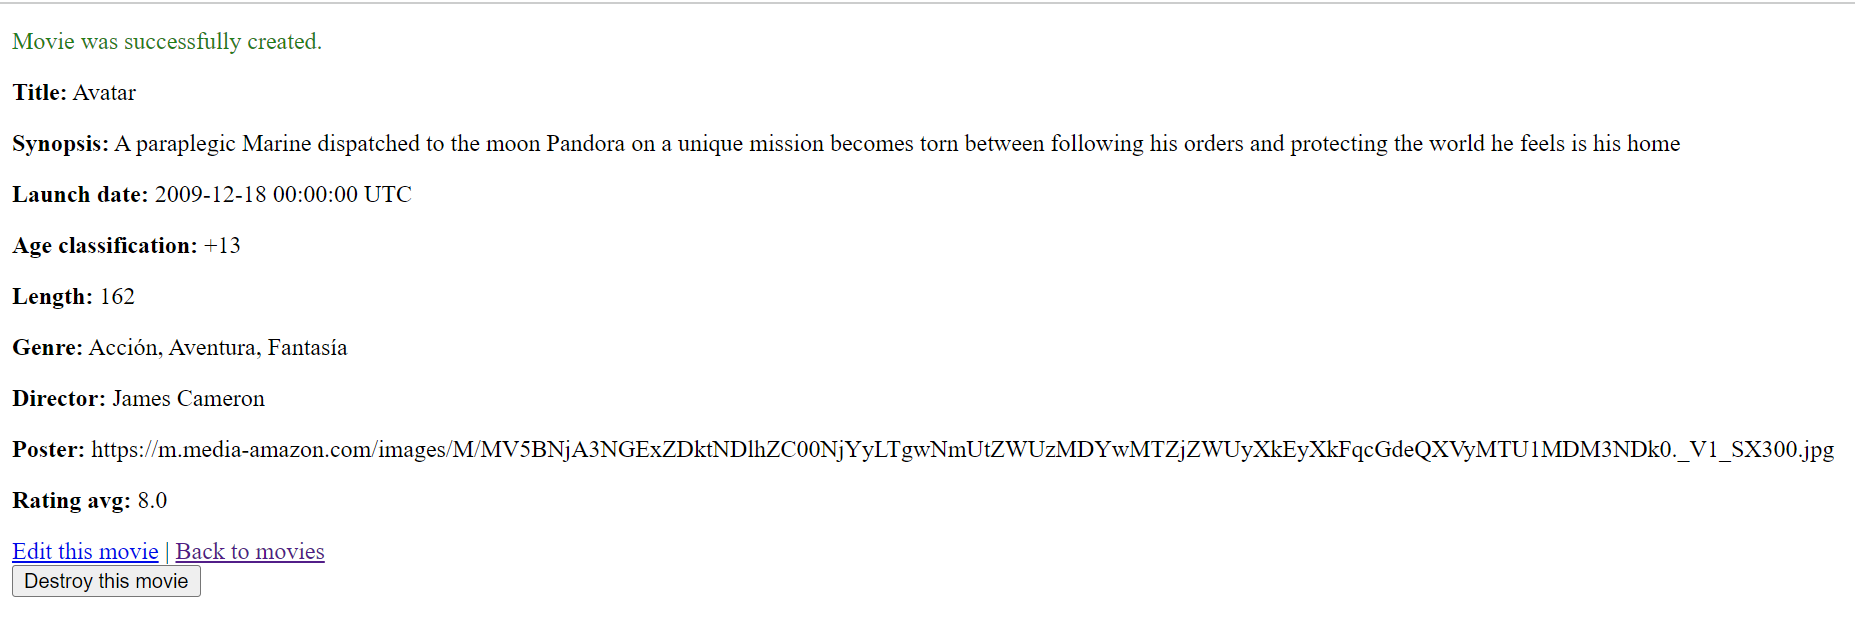 Movie was successfully created.
Title: Avatar
Synopsis: A paraplegic Marine dispatched to the moon Pandora on a unique mission becomes torn between following his orders and protecting the world he feels is his home
Launch date: 2009-12-18 00:00:00 UTC
Age classification: +13
Length: 162
Genre: Acción, Aventura, Fantasía
Director: James Cameron
Poster: https://m.media-amazon.com/images/M/MV5BNjA3NGExZDktNDlhZC00NjYyLTgwNmUtZWUzMDYwMTZjZWUyXkEyXkFqcGdeQXVyMTU1MDM3NDk0._V1_SX300.jpg
Rating avg: 8.0
Edit this movie | Back to movies
Destroy this movie